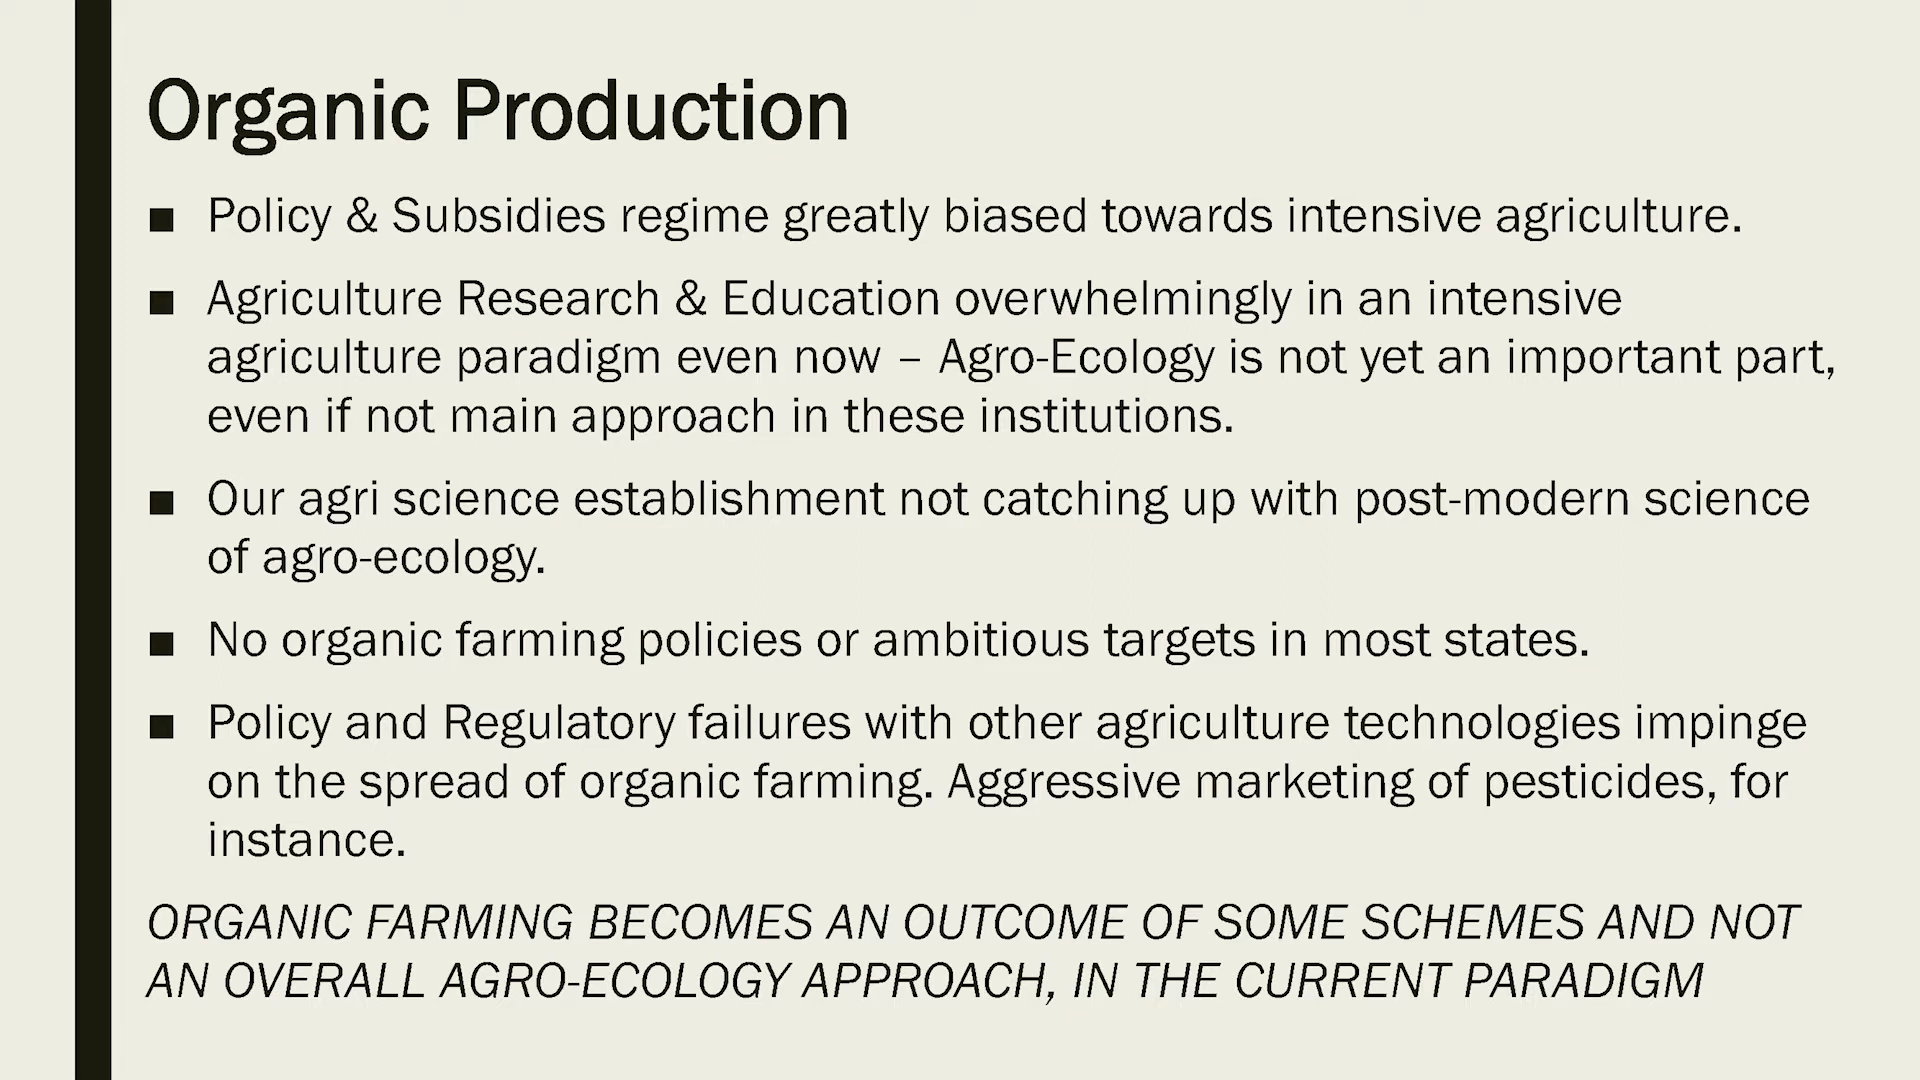 Organic Production
■ Policy & Subsidies regime greatly biased towards intensive agriculture.
■ Agriculture Research & Education overwhelmingly in an intensive
agriculture paradigm even now – Agro-Ecology is not yet an important part,
even if not main approach in these institutions.
■ Our agri science establishment not catching up with post-modern science
of agro-ecology.
■ No organic farming policies or ambitious targets in most states.
■ Policy and Regulatory failures with other agriculture technologies impinge
on the spread of organic farming. Aggressive marketing of pesticides, for
instance.
ORGANIC FARMING BECOMES AN OUTCOME OF SOME SCHEMES AND NOT
AN OVERALL AGRO-ECOLOGY APPROACH, IN THE CURRENT PARADIGM